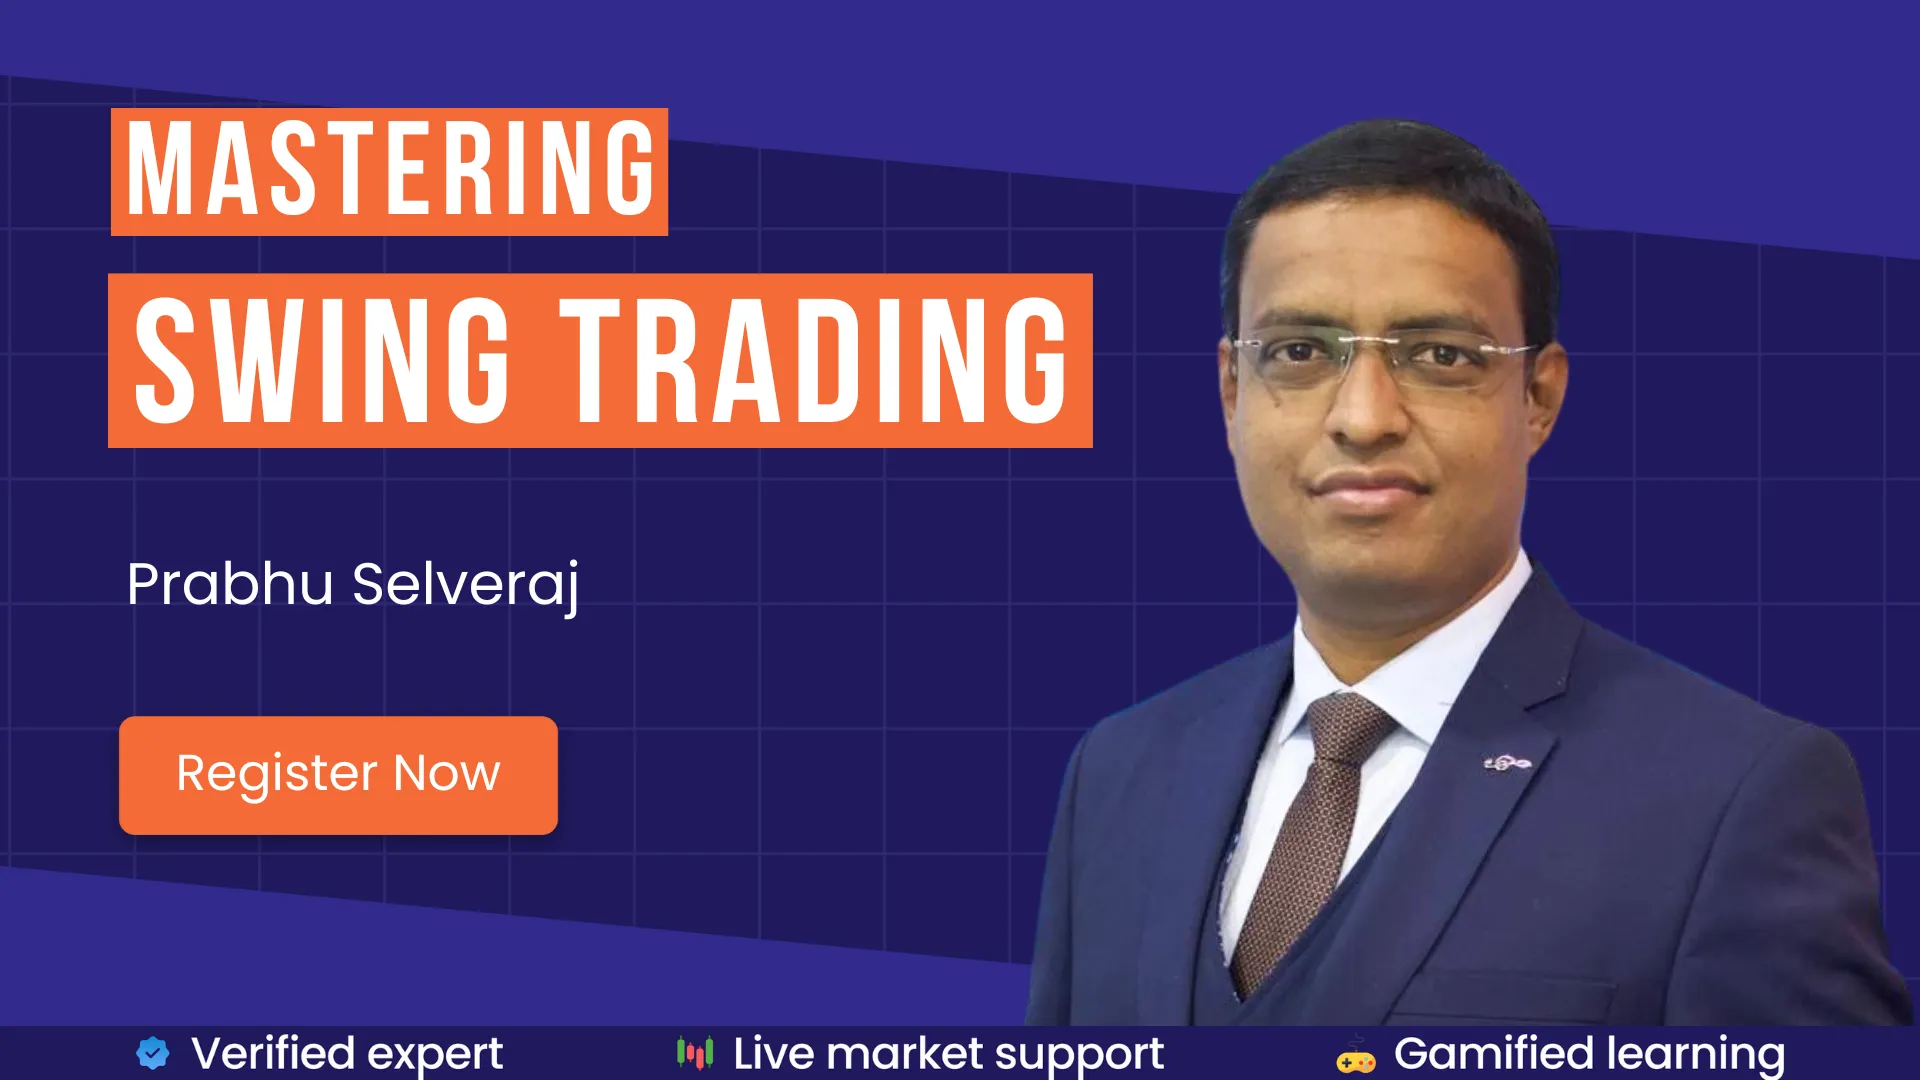 MASTERING
SWING TRADING
Prabhu Selveraj
Register Now
Verified expert
Live market support
Gamified learning